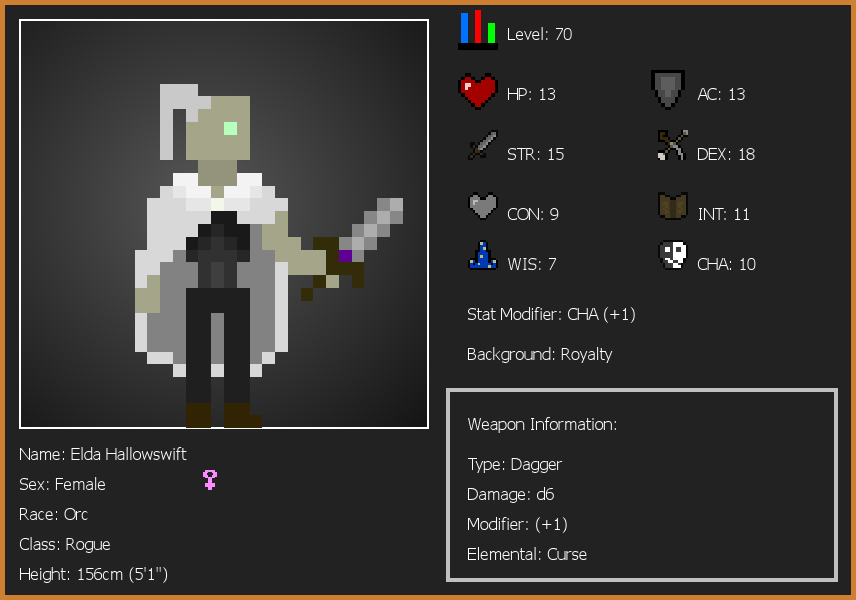 Level: 70
HP: 13
AC: 13
STR: 15
DEX: 18
CON: 9
INT: 11
WIS: 7
CHA: 10
Stat Modifier: CHA (+1)
Background: Royalty
Name: Elda Hallowswift
Sex: Female
Race: Orc
Class: Rogue
Height: 156cm (5'1")
Weapon Information:
Type: Dagger
Damage: d6
Modifier: (+1)
Elemental: Curse